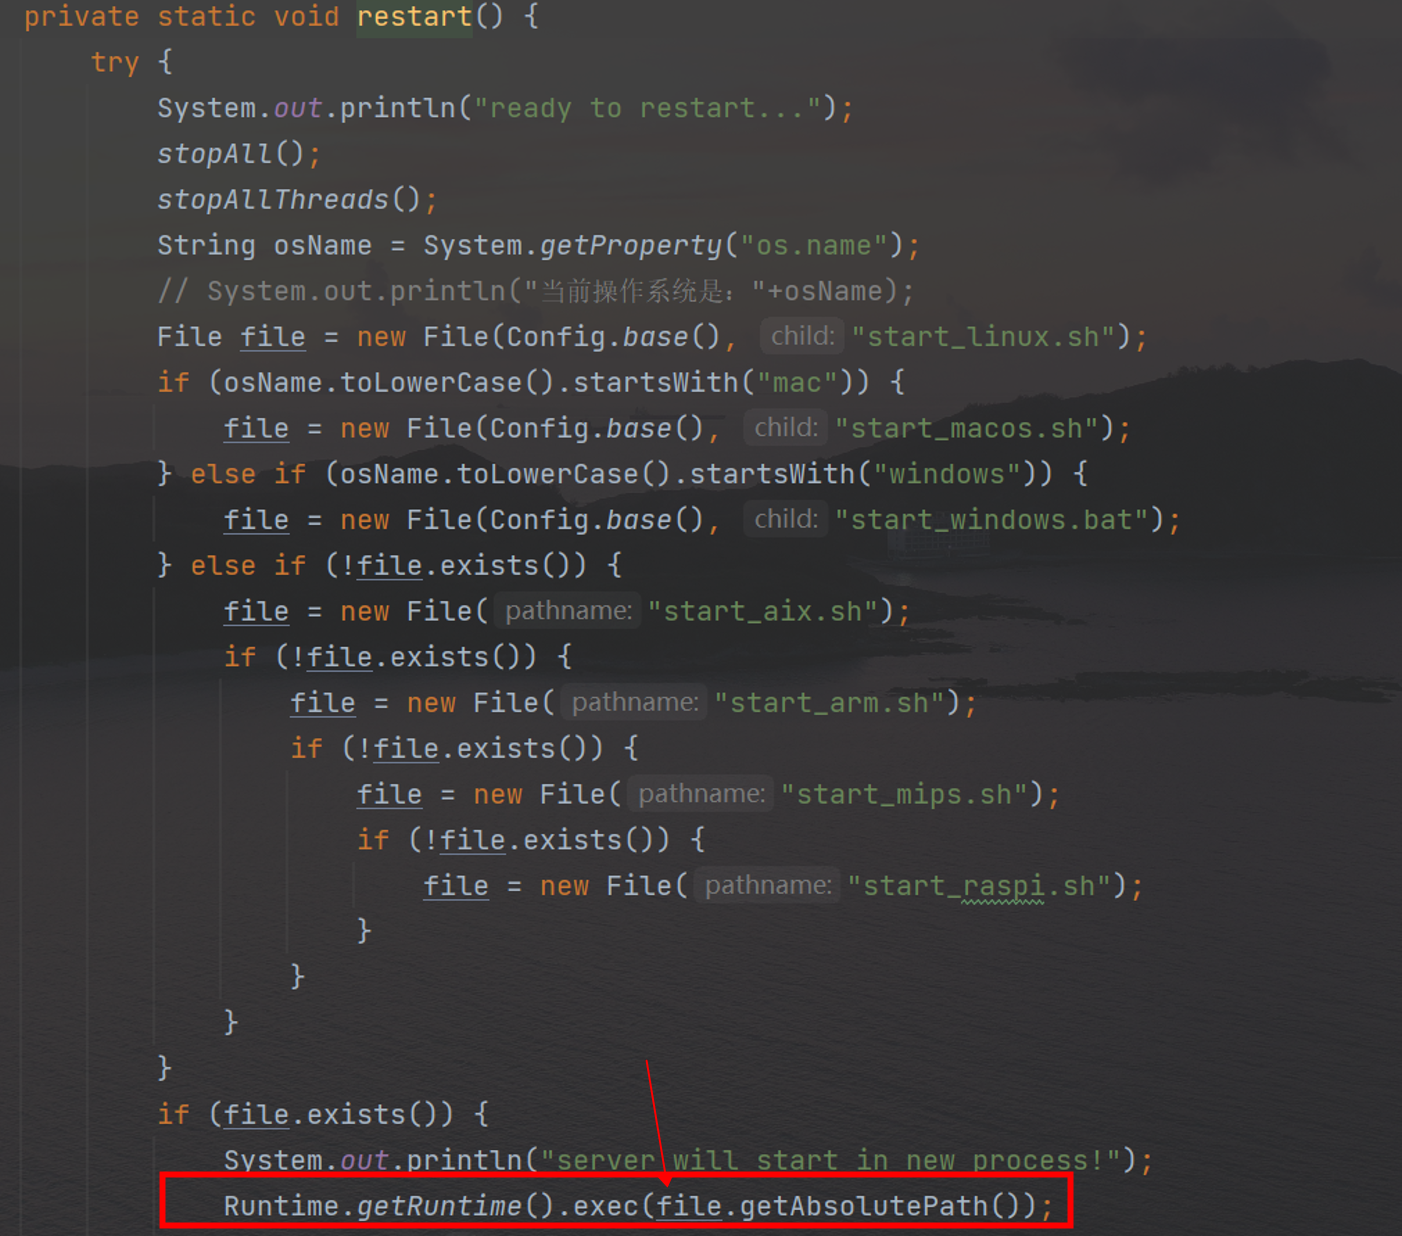 private static void restart() {
    try {
        System.out.println("ready to restart...");
        stopAll();
        stopAllThreads();
        String osName = System.getProperty("os.name");
        // System.out.println("当前操作系统是："+osName);
        File file = new File(Config.base(), child: "start_linux.sh");
        if (osName.toLowerCase().startsWith("mac")) {
            file = new File(Config.base(), child: "start_macos.sh");
        } else if (osName.toLowerCase().startsWith("windows")) {
            file = new File(Config.base(), child: "start_windows.bat");
        } else if (!file.exists()) {
            file = new File( pathname: "start_aix.sh");
            if (!file.exists()) {
                file = new File( pathname: "start_arm.sh");
                if (!file.exists()) {
                    file = new File( pathname: "start_mips.sh");
                    if (!file.exists()) {
                        file = new File( pathname: "start_raspi.sh");
                    }
                }
            }
        }
        if (file.exists()) {
            System.out.println("server will start in new process!");
            Runtime.getRuntime().exec(file.getAbsolutePath());